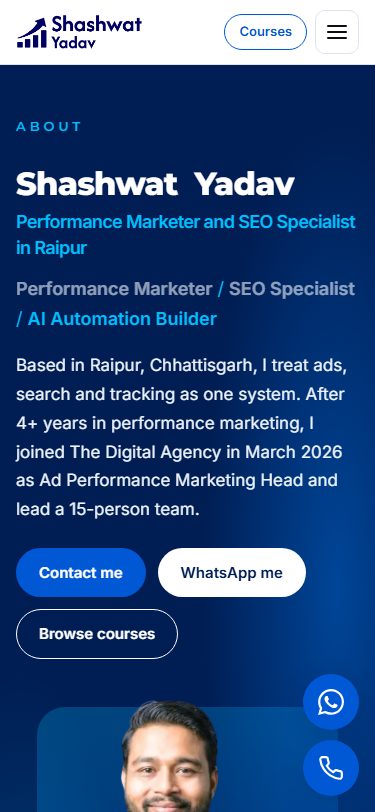 Shashwat
Yadav
Courses
ABOUT
Shashwat Yadav
Performance Marketer and SEO Specialist
in Raipur
Performance Marketer / SEO Specialist
/ AI Automation Builder
Based in Raipur, Chhattisgarh, I treat ads,
search and tracking as one system. After
4+ years in performance marketing, I
joined The Digital Agency in March 2026
as Ad Performance Marketing Head and
lead a 15-person team.
Contact me
WhatsApp me
Browse courses